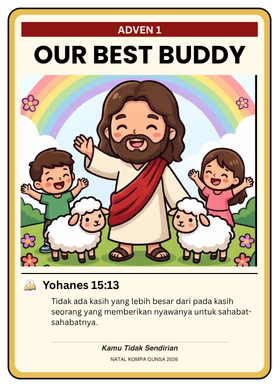 ADVEN 1
OUR BEST BUDDY
Yohanes 15:13
Tidak ada kasih yang lebih besar dari pada kasih
seorang yang memberikan nyawanya untuk sahabat-
sahabatnya.
Kamu Tidak Sendirian
NATAL KOMPA GUNSA 2026